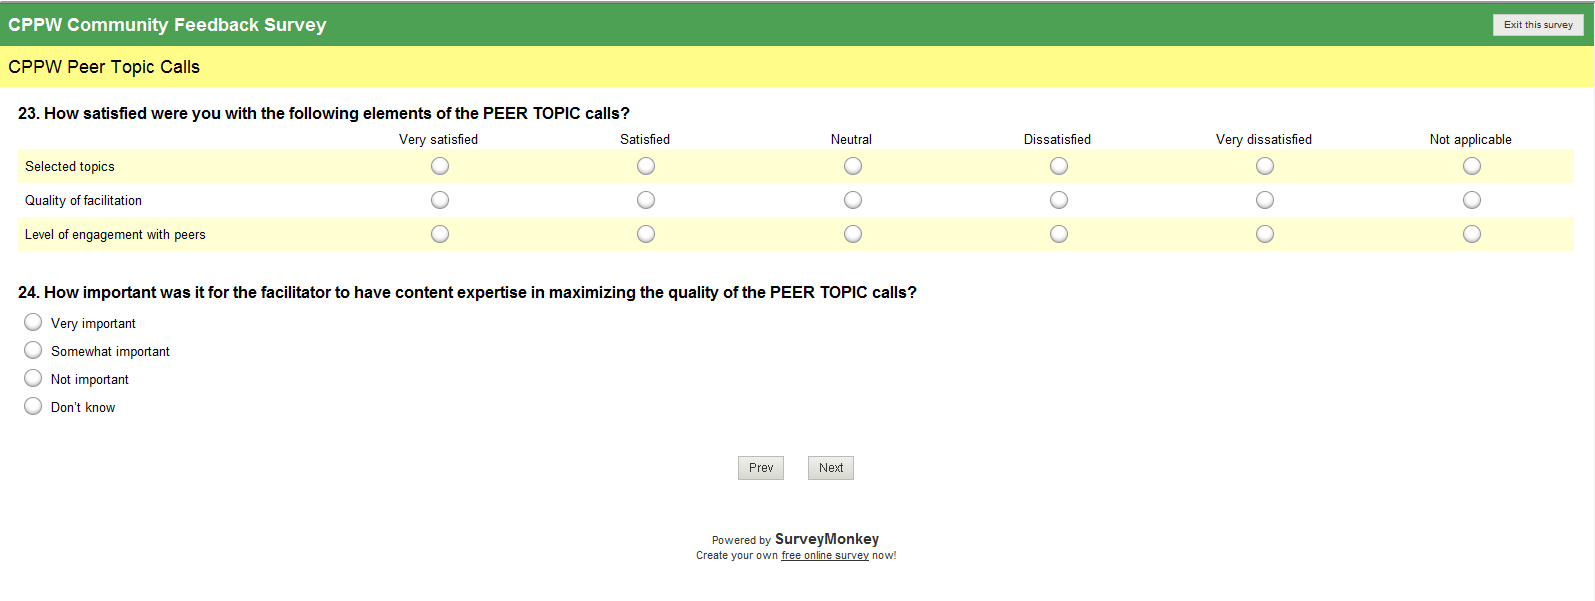 CPPW Community Feedback Survey
Exit this survey
CPPW Peer Topic Calls
23. How satisfied were you with the following elements of the PEER TOPIC calls?
Very satisfied Satisfied Neutral Dissatisfied Very dissatisfied Not applicable
Selected topics
Quality of facilitation
Level of engagement with peers
24. How important was it for the facilitator to have content expertise in maximizing the quality of the PEER TOPIC calls?
Very important
Somewhat important
Not important
Don't know
Prev Next
Powered by SurveyMonkey
Create your own free online survey now!